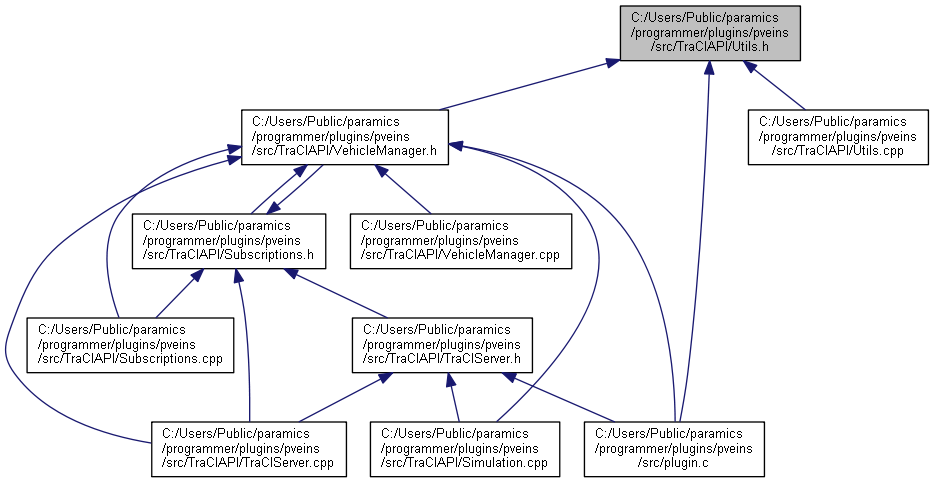 C:/Users/Public/paramics
/programmer/plugins/pveins
/src/TraCIAPI/Utils.h
C:/Users/Public/paramics
/programmer/plugins/pveins
/src/TraCIAPI/VehicleManager.h
C:/Users/Public/paramics
/programmer/plugins/pveins
/src/TraCIAPI/Utils.cpp
C:/Users/Public/paramics
/programmer/plugins/pveins
/src/TraCIAPI/Subscriptions.h
C:/Users/Public/paramics
/programmer/plugins/pveins
/src/TraCIAPI/VehicleManager.cpp
C:/Users/Public/paramics
/programmer/plugins/pveins
/src/TraCIAPI/Subscriptions.cpp
C:/Users/Public/paramics
/programmer/plugins/pveins
/src/TraCIAPI/TraCIServer.h
C:/Users/Public/paramics
/programmer/plugins/pveins
/src/TraCIAPI/TraCIServer.cpp
C:/Users/Public/paramics
/programmer/plugins/pveins
/src/TraCIAPI/Simulation.cpp
C:/Users/Public/paramics
/programmer/plugins/pveins
/src/plugin.c